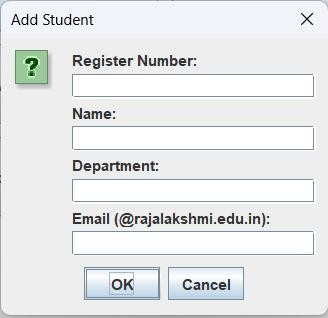 Add Student
?
Register Number:
Name:
Department:
Email (@rajalakshmi.edu.in):
OK
Cancel